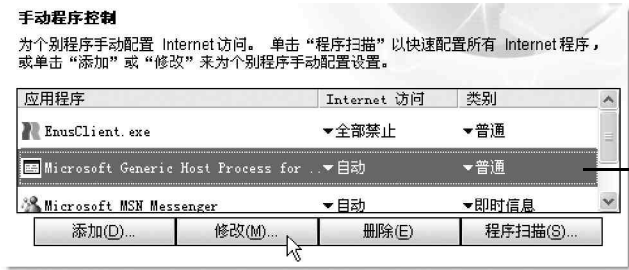 手动程序控制
为个别程序手动配置 Internet 访问。 单击“程序扫描”以快速配置所有 Internet 程序，
或单击“添加”或“修改”来为个别程序手动配置设置。
应用程序 Internet 访问 类别
EnusClient.exe 全部禁止 普通
Microsoft Generic Host Process for ... 自动 普通
Microsoft MSN Messenger 自动 即时信息
添加(D)... 修改(M)... 删除(E) 程序扫描(S)...